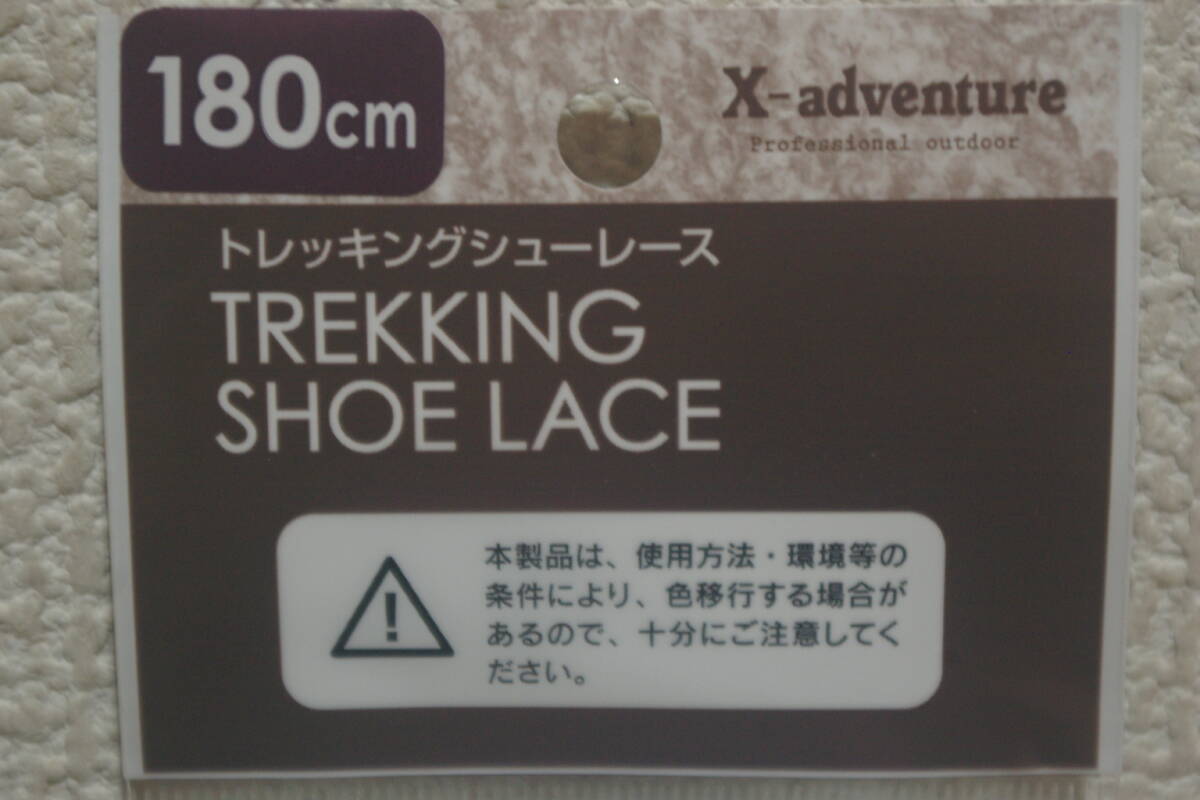 180cm
X-adventure
Professional outdoor
トレッキングシューレース
TREKKING
SHOE LACE
本製品は、使用方法・環境等の
条件により、色移行する場合が
あるので、十分にご注意してく
ださい。